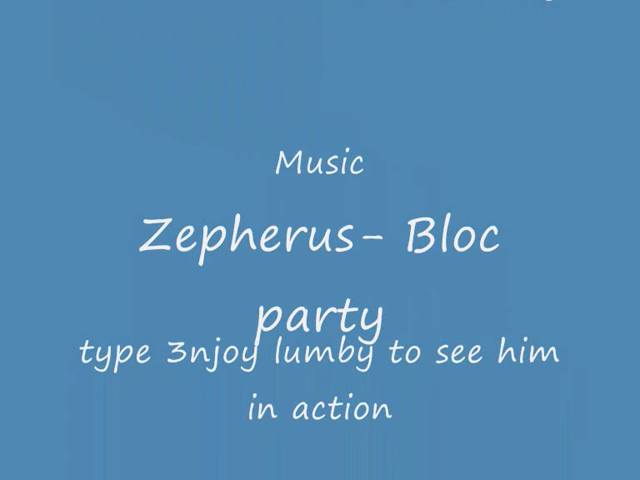 Music
Zepherus- Bloc
party
type 3njoy lumby to see him
in action